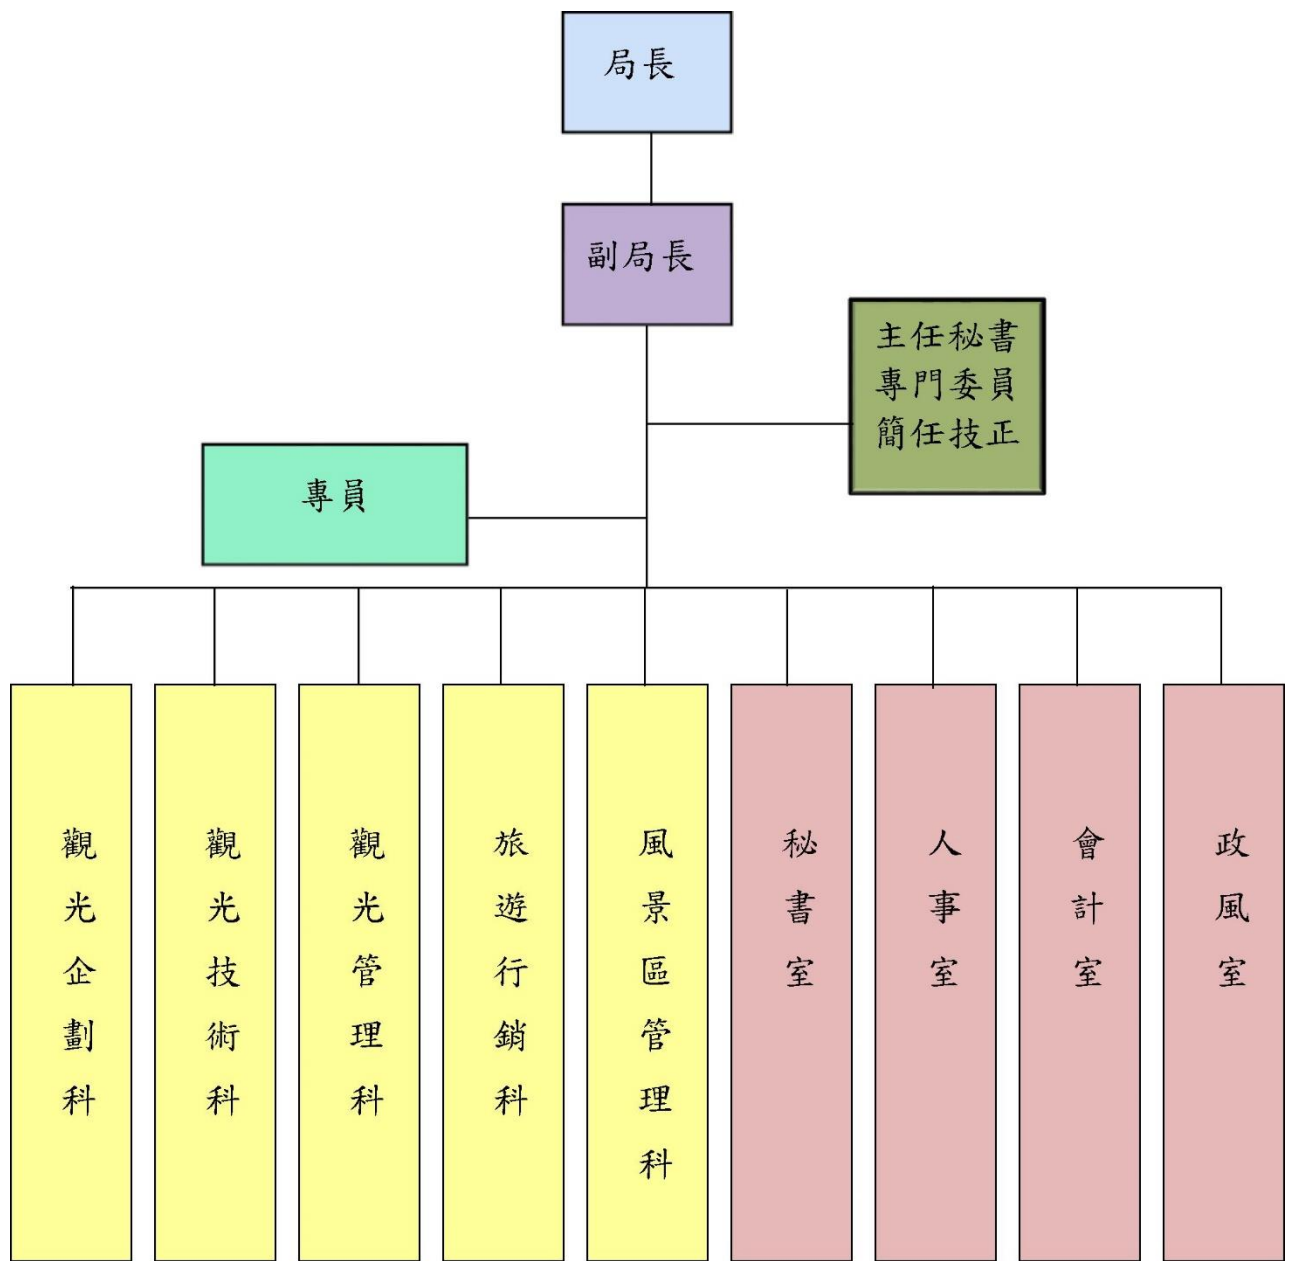 局長
副局長
主任秘書
專門委員
簡任技正
專員
觀光企劃科
觀光技術科
觀光管理科
旅遊行銷科
風景區管理科
秘書室
人事室
會計室
政風室